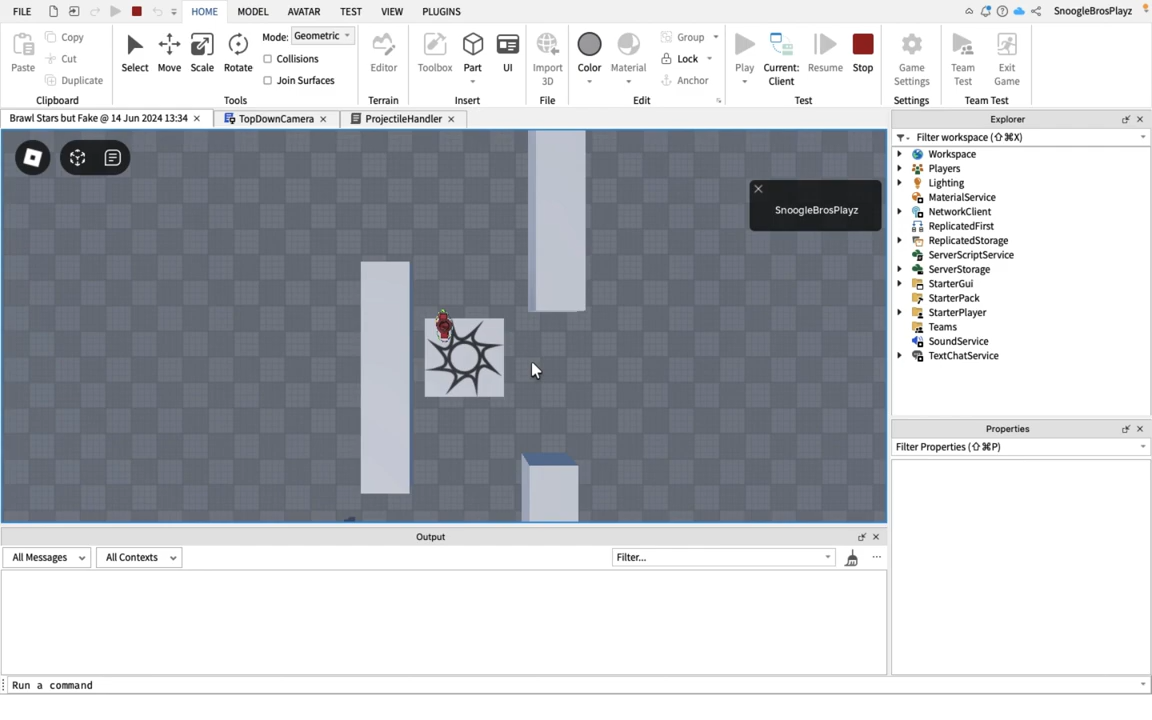 FILE HOME MODEL AVATAR TEST VIEW PLUGINS SnoogleBrosPlayz
Paste Copy Cut Duplicate
Clipboard
Select Move Scale Rotate Mode: Geometric Collisions Join Surfaces
Tools
Editor
Terrain
Toolbox Part UI
Insert
Import 3D
File
Color Material Group Lock Anchor
Edit
Play Current: Client Resume Stop
Test
Game Settings
Settings
Team Test Exit Game
Team Test
Brawl Stars but Fake @ 14 Jun 2024 13:34 TopDownCamera ProjectileHandler
SnoogleBrosPlayz
Explorer
Filter workspace (⇧⌘X)
Workspace
Players
Lighting
MaterialService
NetworkClient
ReplicatedFirst
ReplicatedStorage
ServerScriptService
ServerStorage
StarterGui
StarterPack
StarterPlayer
Teams
SoundService
TextChatService
Properties
Filter Properties (⇧⌘P)
Output
All Messages All Contexts Filter...
Run a command